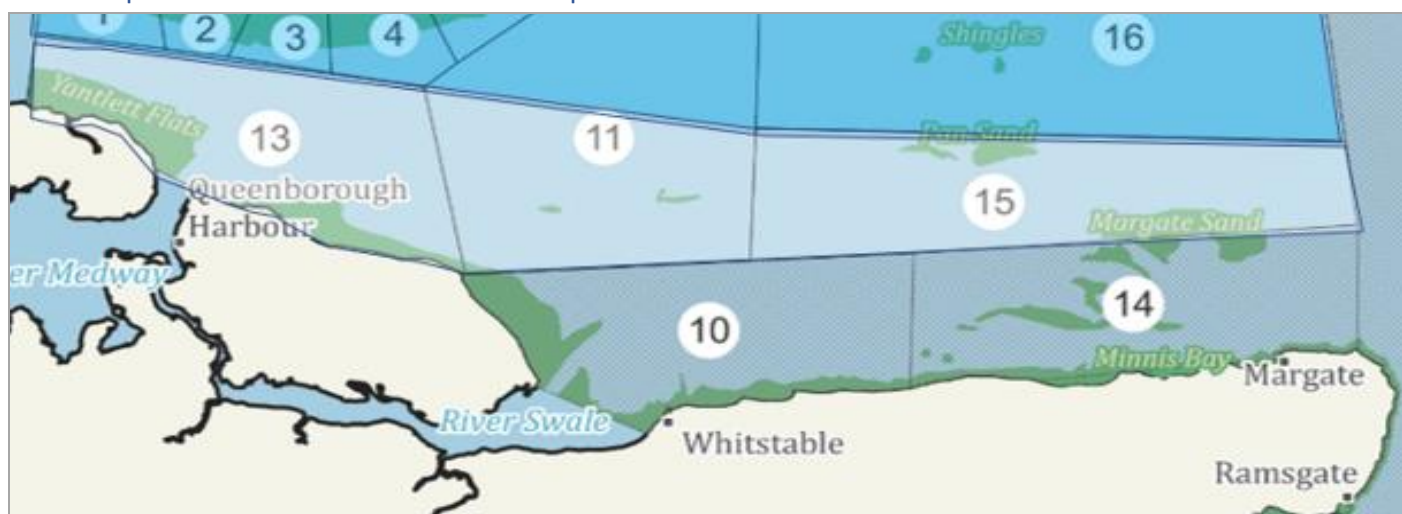 1
2
3
4
Shingles
16
Yantlett Flats
13
11
Pan Sand
Queenborough
Harbour
15
Margate Sand
er Medway
10
14
Minnis Bay
Margate
River Swale
Whitstable
Ramsgate